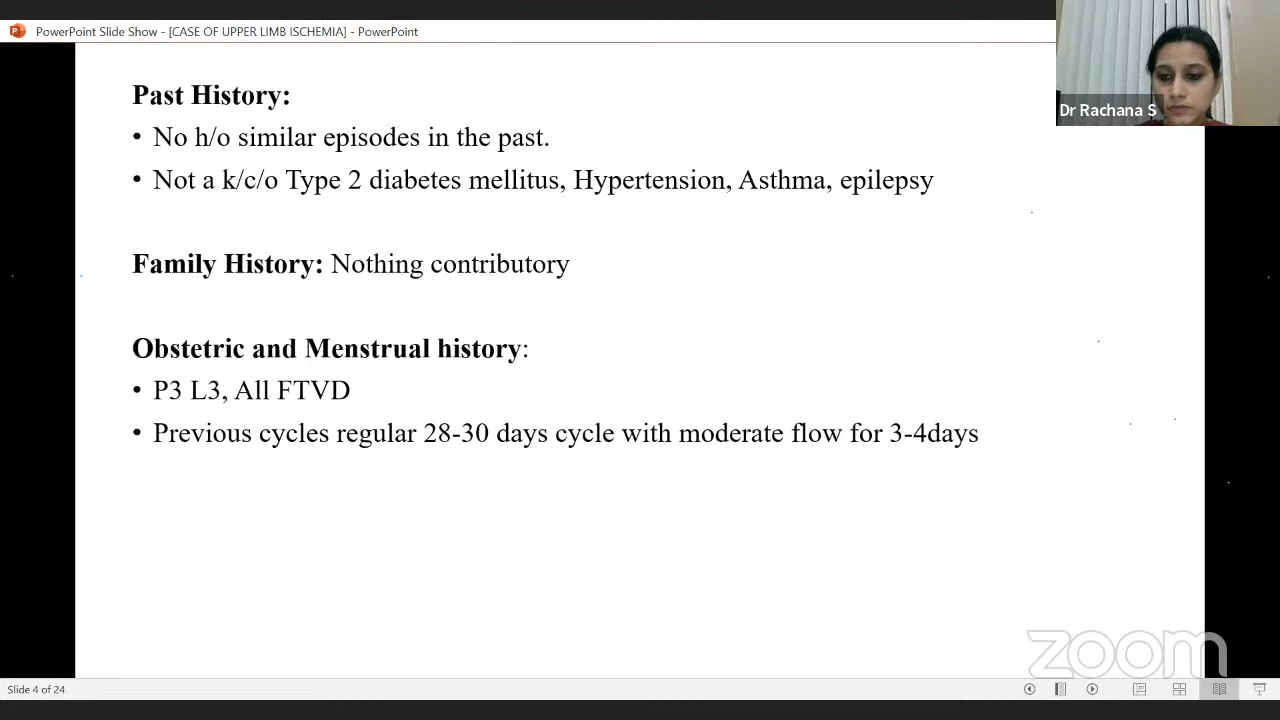 PowerPoint Slide Show - [CASE OF UPPER LIMB ISCHEMIA] - PowerPoint
Dr Rachana S
Past History:
• No h/o similar episodes in the past.
• Not a k/c/o Type 2 diabetes mellitus, Hypertension, Asthma, epilepsy
Family History: Nothing contributory
Obstetric and Menstrual history:
• P3 L3, All FTVD
• Previous cycles regular 28-30 days cycle with moderate flow for 3-4days
zoom
Slide 4 of 24